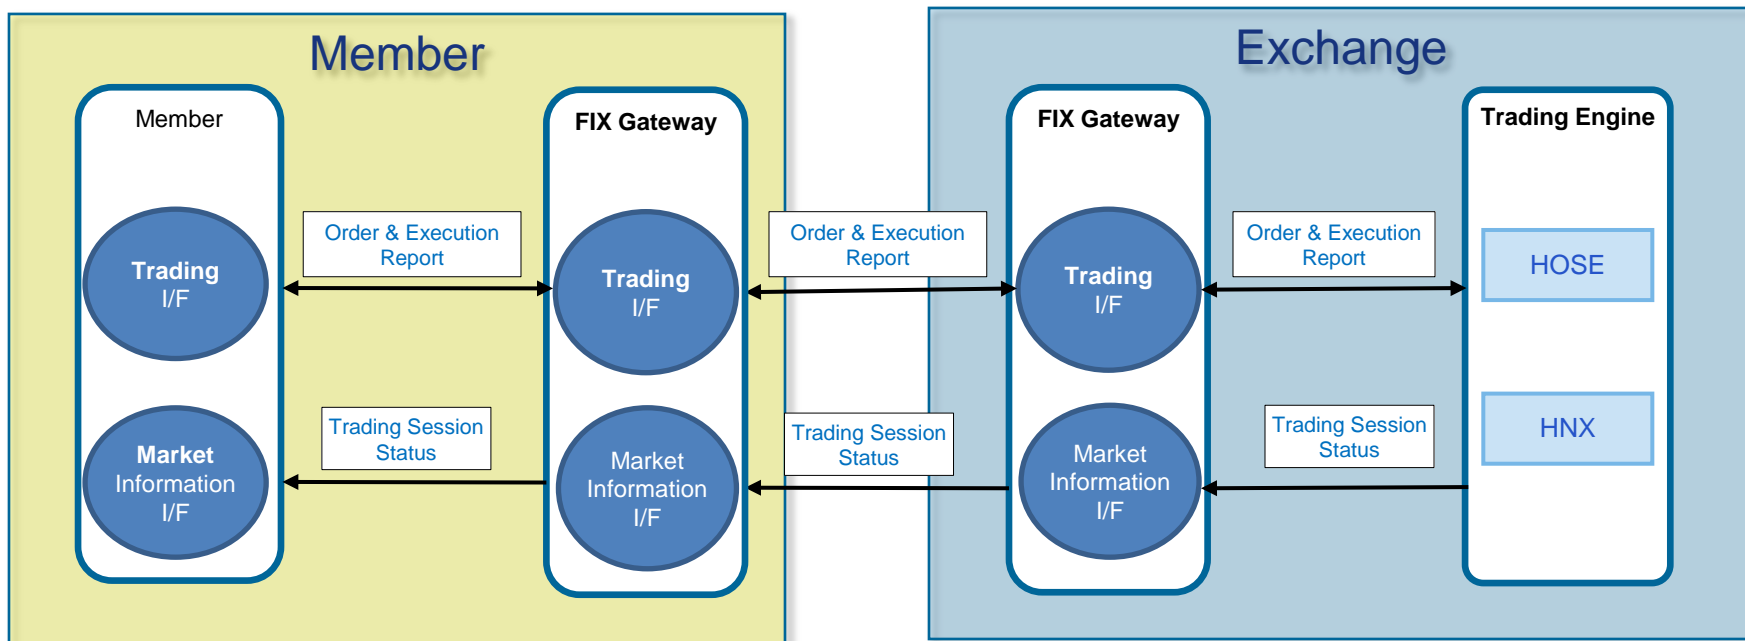 Member
Exchange
Member
FIX Gateway
FIX Gateway
Trading Engine
Trading
I/F
Order & Execution
Report
Trading
I/F
Order & Execution
Report
Trading
I/F
Order & Execution
Report
HOSE
Market
Information
I/F
Trading Session
Status
Market
Information
I/F
Trading Session
Status
Market
Information
I/F
Trading Session
Status
HNX